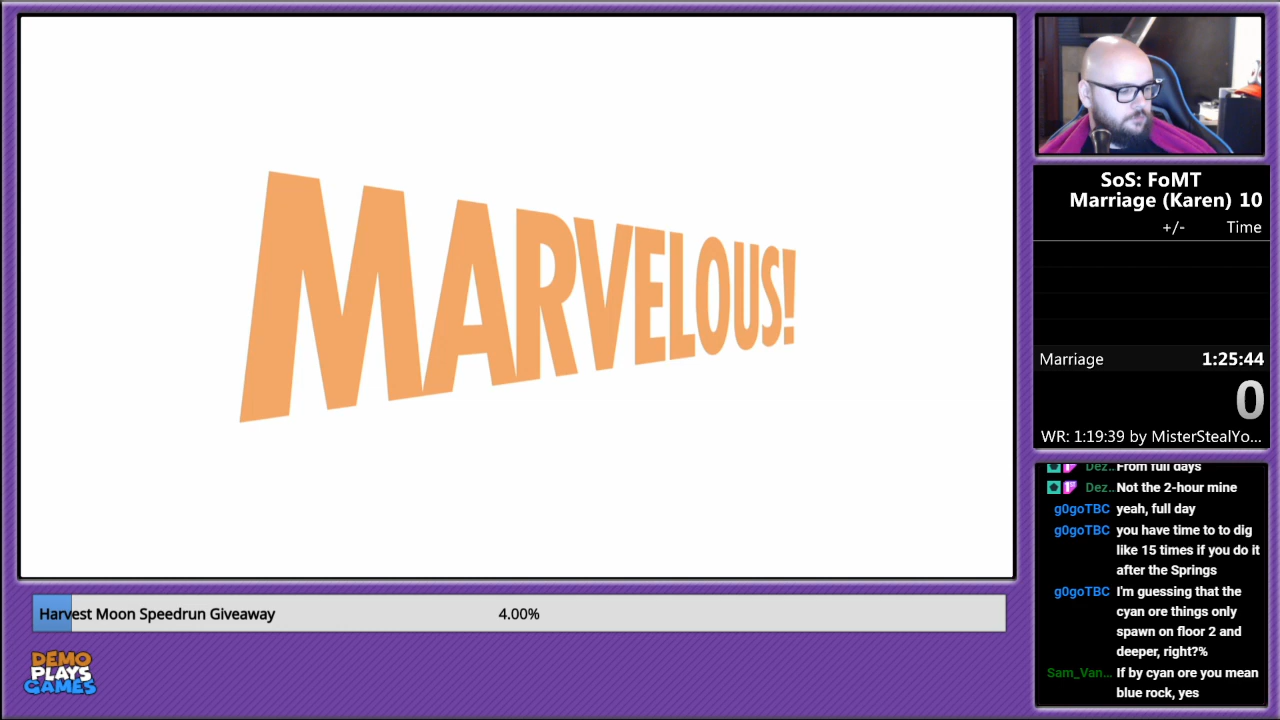 MARVELOUS!
SoS: FoMT
Marriage (Karen) 10
+/- Time
Marriage 1:25:44
0
WR: 1:19:39 by MisterStealYo...
Dez.. From full days
Dez.. Not the 2-hour mine
g0goTBC yeah, full day
g0goTBC you have time to to dig
like 15 times if you do it
after the Springs
g0goTBC I'm guessing that the
cyan ore things only
spawn on floor 2 and
deeper, right?%
Sam_Van... If by cyan ore you mean
blue rock, yes
Harvest Moon Speedrun Giveaway 4.00%
DEMO
PLAYS
GAMES